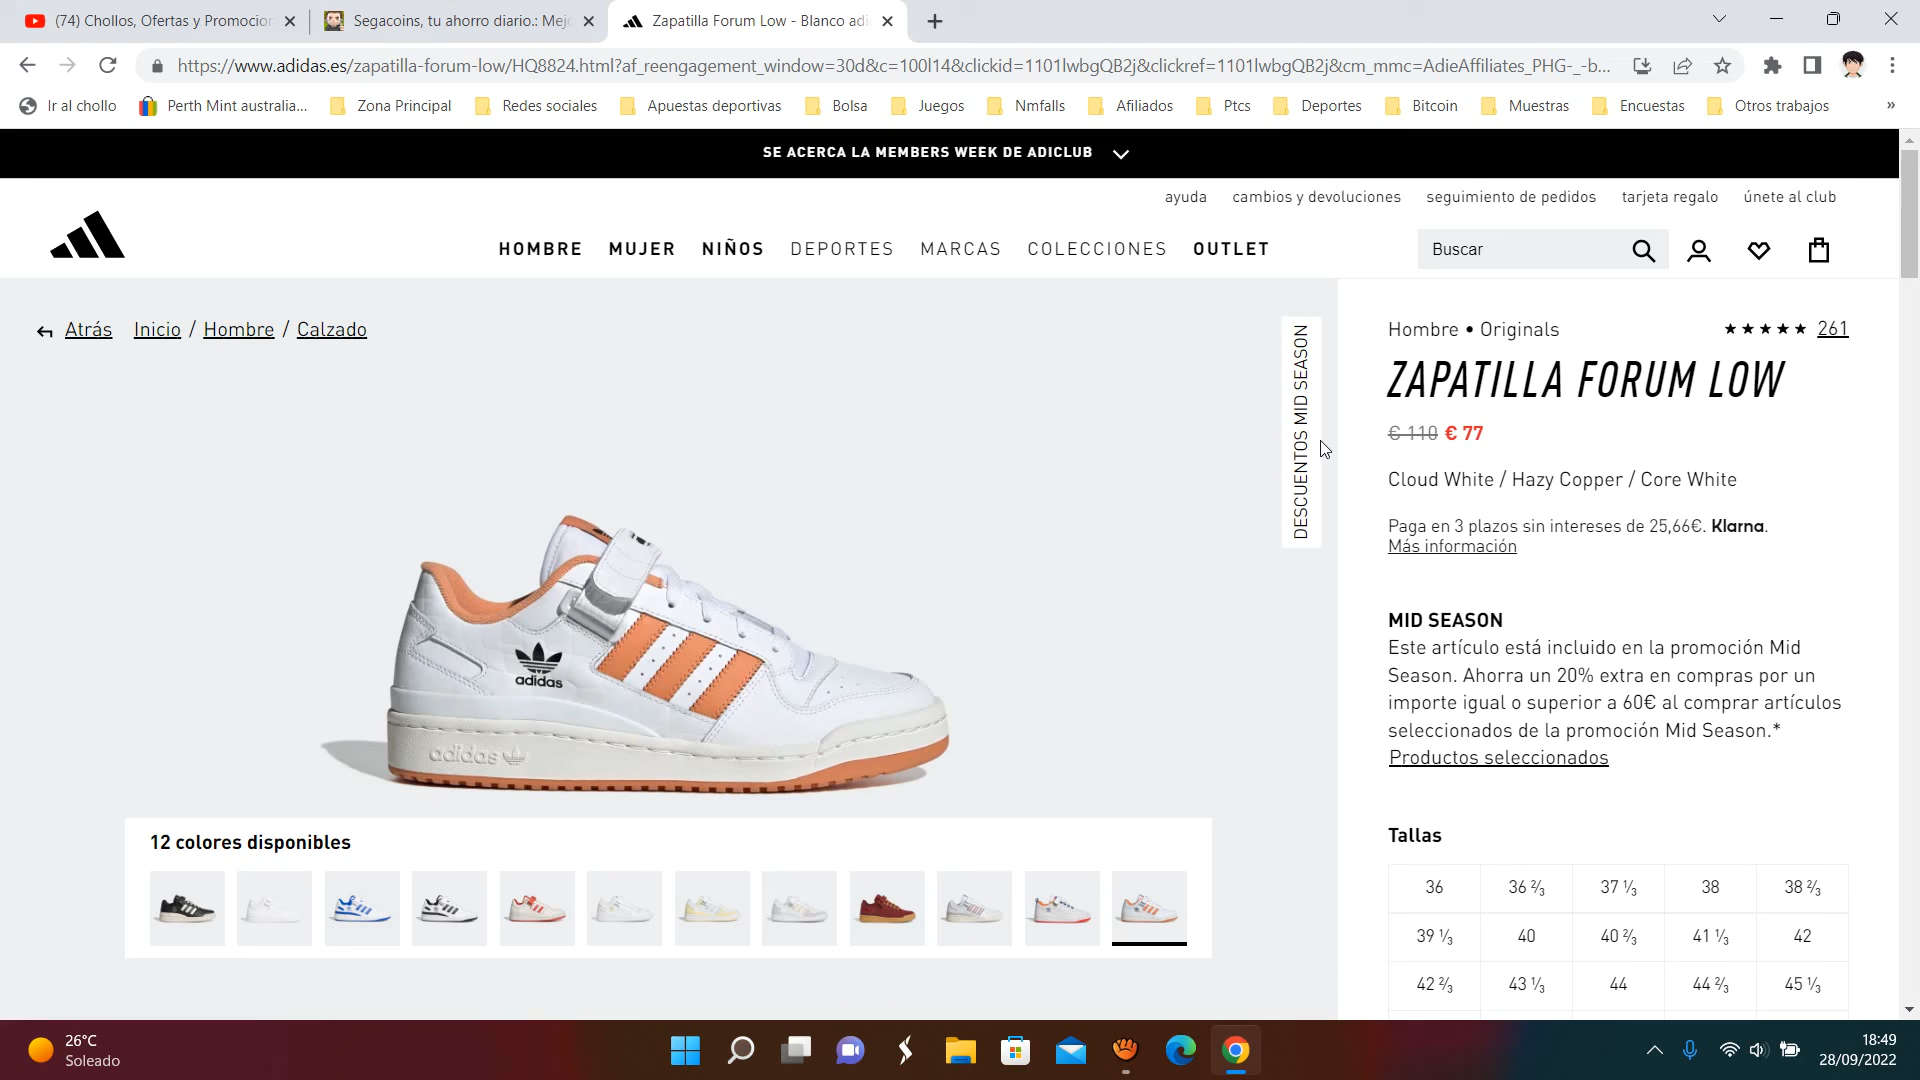 (74) Chollos, Ofertas y Promocion
Segacoins, tu ahorro diario.: Mejo
Zapatilla Forum Low - Blanco adi
https://www.adidas.es/zapatilla-forum-low/HQ8824.html?af_reengagement_window=30d&c=100l14&clickid=1101lwbgQB2j&clickref=1101lwbgQB2j&cm_mmc=AdieAffiliates_PHG-_-b...
Ir al chollo
Perth Mint australia...
Zona Principal
Redes sociales
Apuestas deportivas
Bolsa
Juegos
Nmfalls
Afiliados
Ptcs
Deportes
Bitcoin
Muestras
Encuestas
Otros trabajos
»
SE ACERCA LA MEMBERS WEEK DE ADICLUB
ayuda cambios y devoluciones seguimiento de pedidos tarjeta regalo únete al club
HOMBRE MUJER NIÑOS DEPORTES MARCAS COLECCIONES OUTLET
Buscar
Atrás Inicio / Hombre / Calzado
DESCUENTOS MID SEASON
adidas
adidas
12 colores disponibles
Hombre • Originals
261
ZAPATILLA FORUM LOW
€ 110 € 77
Cloud White / Hazy Copper / Core White
Paga en 3 plazos sin intereses de 25,66€. Klarna.
Más información
MID SEASON
Este artículo está incluido en la promoción Mid
Season. Ahorra un 20% extra en compras por un
importe igual o superior a 60€ al comprar artículos
seleccionados de la promoción Mid Season.*
Productos seleccionados
Tallas
36 36 ⅔ 37 ⅓ 38 38 ⅔
39 ⅓ 40 40 ⅔ 41 ⅓ 42
42 ⅔ 43 ⅓ 44 44 ⅔ 45 ⅓
26°C
Soleado
18:49
28/09/2022